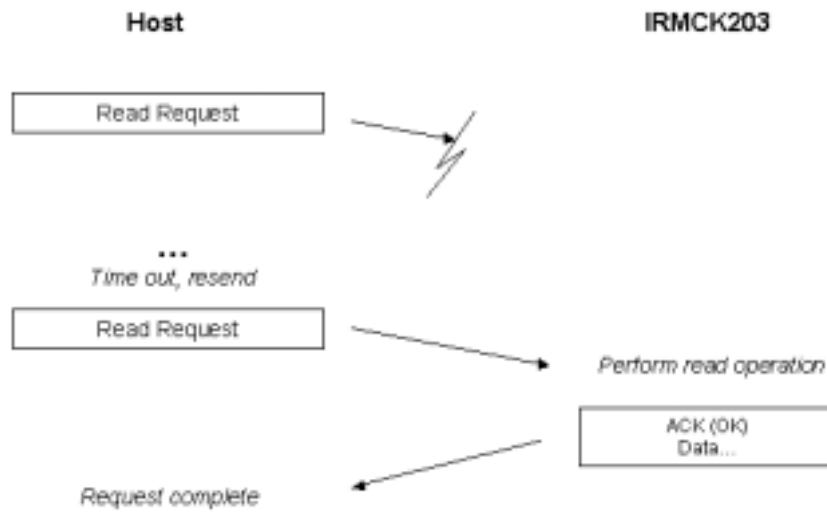 Host
IRMCK203
Read Request
...
Time out, resend
Read Request
Perform read operation
ACK (OK)
Data...
Request complete